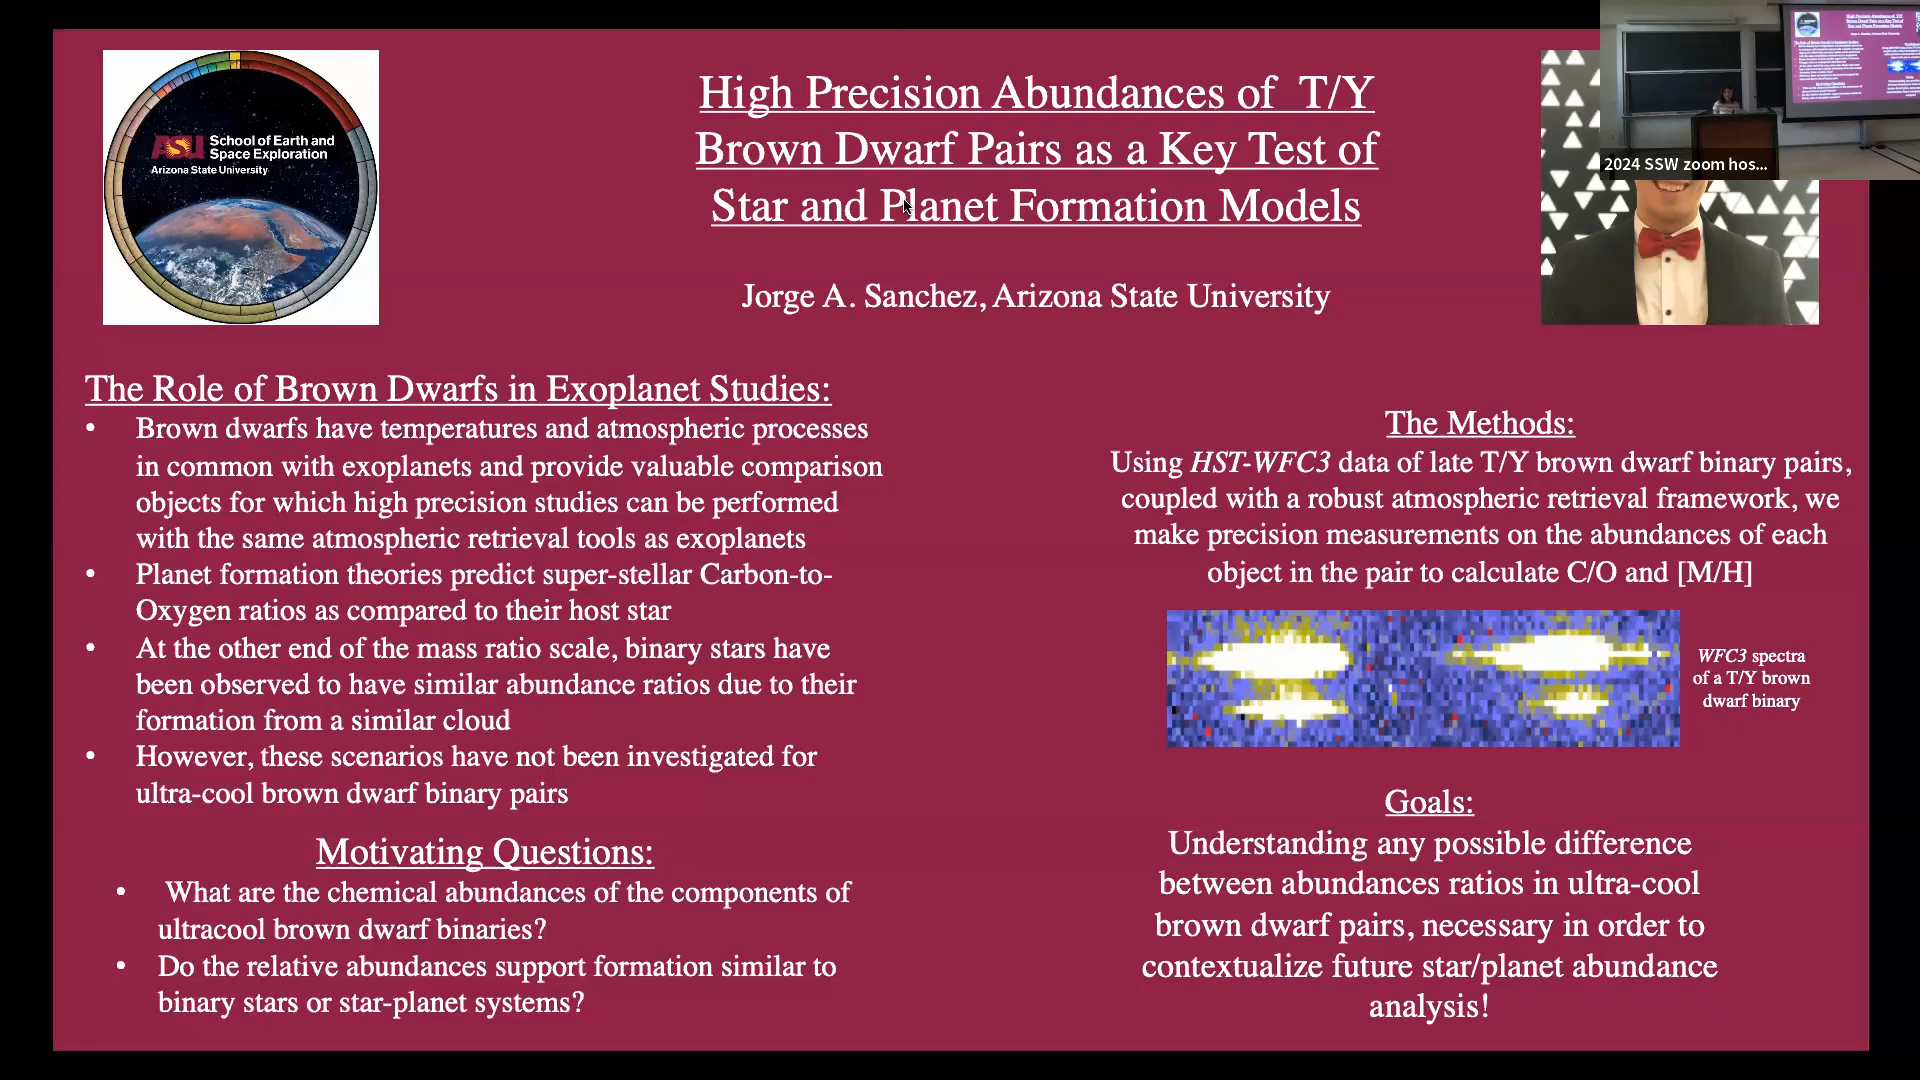 High Precision Abundances of T/Y
Brown Dwarf Pairs as a Key Test of
Star and Planet Formation Models
Jorge A. Sanchez, Arizona State University
ASU School of Earth and
Space Exploration
Arizona State University
2024 SSW zoom hos...
The Role of Brown Dwarfs in Exoplanet Studies:
• Brown dwarfs have temperatures and atmospheric processes
in common with exoplanets and provide valuable comparison
objects for which high precision studies can be performed
with the same atmospheric retrieval tools as exoplanets
• Planet formation theories predict super-stellar Carbon-to-
Oxygen ratios as compared to their host star
• At the other end of the mass ratio scale, binary stars have
been observed to have similar abundance ratios due to their
formation from a similar cloud
• However, these scenarios have not been investigated for
ultra-cool brown dwarf binary pairs
Motivating Questions:
• What are the chemical abundances of the components of
ultracool brown dwarf binaries?
• Do the relative abundances support formation similar to
binary stars or star-planet systems?
The Methods:
Using HST-WFC3 data of late T/Y brown dwarf binary pairs,
coupled with a robust atmospheric retrieval framework, we
make precision measurements on the abundances of each
object in the pair to calculate C/O and [M/H]
WFC3 spectra
of a T/Y brown
dwarf binary
Goals:
Understanding any possible difference
between abundances ratios in ultra-cool
brown dwarf pairs, necessary in order to
contextualize future star/planet abundance
analysis!